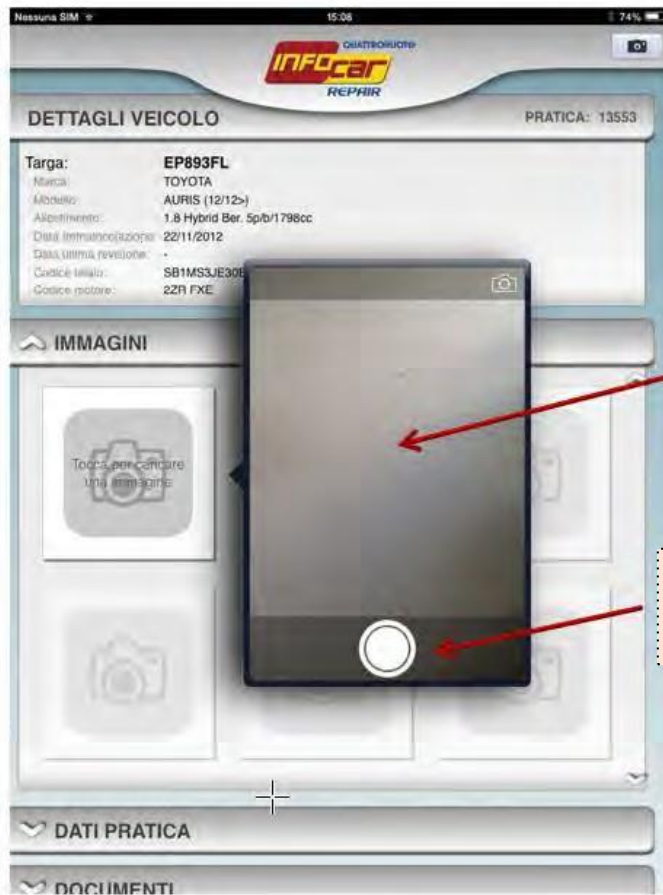 Nessuna SIM 15:08 74%
QUATTRORUOTE
INFOcar
REPAIR
DETTAGLI VEICOLO PRATICA: 13553
Targa: EP893FL
Marca: TOYOTA
Modello: AURIS (12/12>)
Allestimento: 1.8 Hybrid Ber. 5p/b/1798cc
Data immatricolazione: 22/11/2012
Data ultima revisione: -
Codice telaio: SB1MS3JE30E
Codice motore: 2ZR FXE
IMMAGINI
Tocca per caricare
una immagine
DATI PRATICA
DOCUMENTI